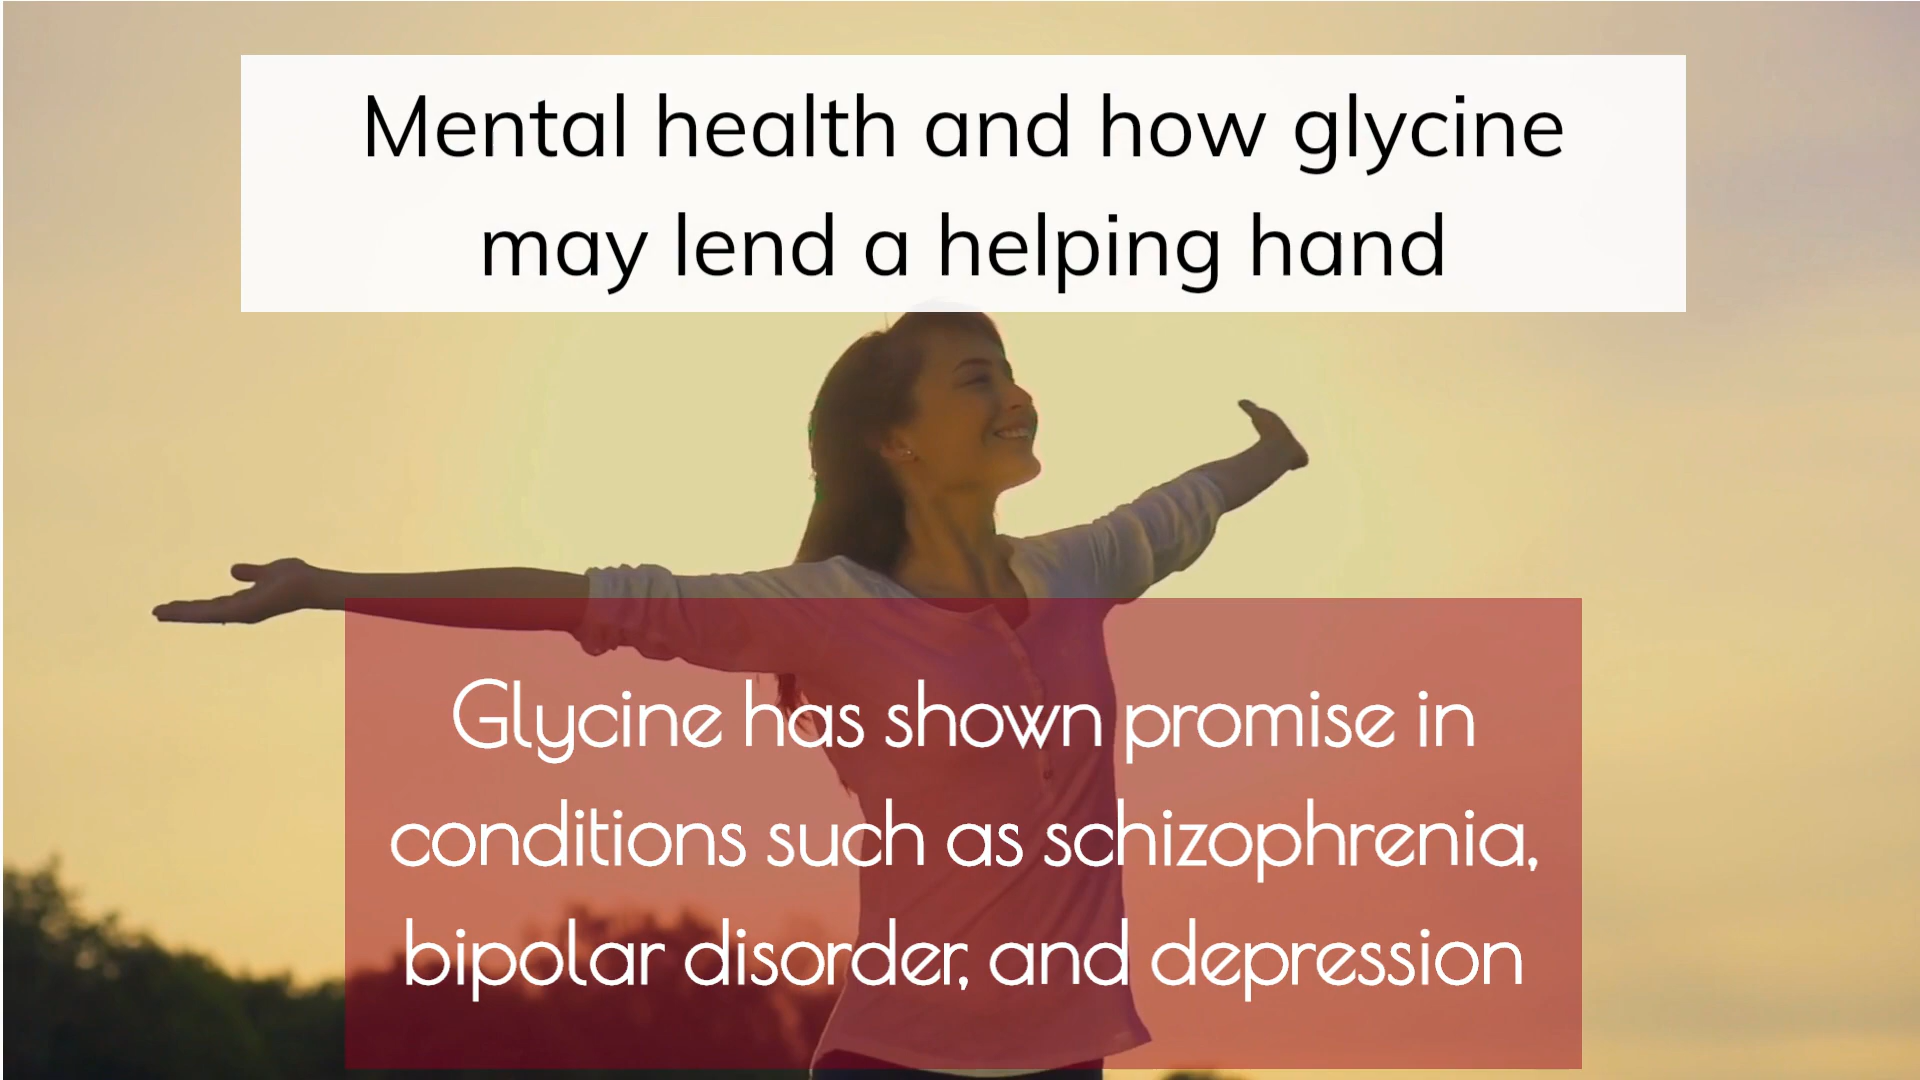 Mental health and how glycine
may lend a helping hand
Glycine has shown promise in
conditions such as schizophrenia,
bipolar disorder, and depression